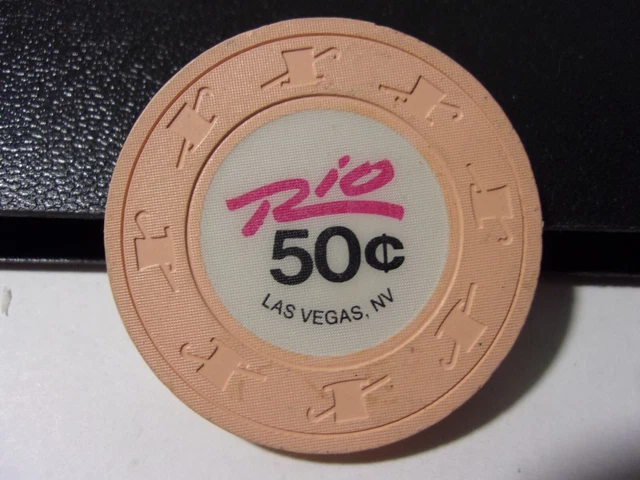 Rio
50¢
LAS VEGAS, NV